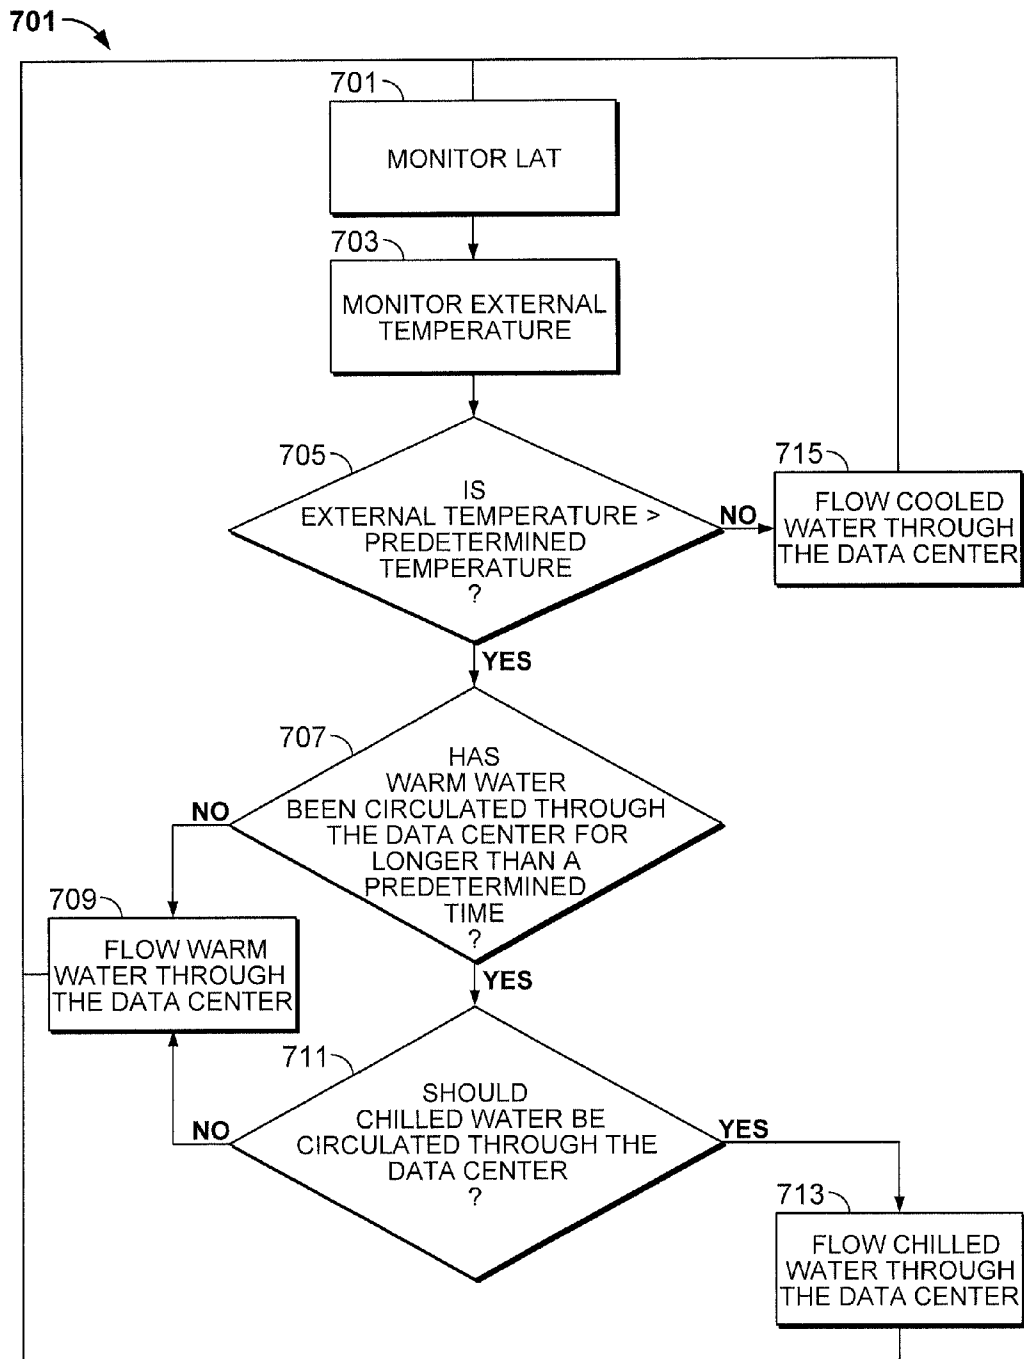 701
701
MONITOR LAT
703
MONITOR EXTERNAL
TEMPERATURE
705
IS
EXTERNAL TEMPERATURE >
PREDETERMINED
TEMPERATURE
?
NO
715
FLOW COOLED
WATER THROUGH
THE DATA CENTER
YES
707
HAS
WARM WATER
BEEN CIRCULATED THROUGH
THE DATA CENTER FOR
LONGER THAN A
PREDETERMINED
TIME
?
NO
709
FLOW WARM
WATER THROUGH
THE DATA CENTER
YES
711
SHOULD
CHILLED WATER BE
CIRCULATED THROUGH THE
DATA CENTER
?
NO
YES
713
FLOW CHILLED
WATER THROUGH
THE DATA CENTER